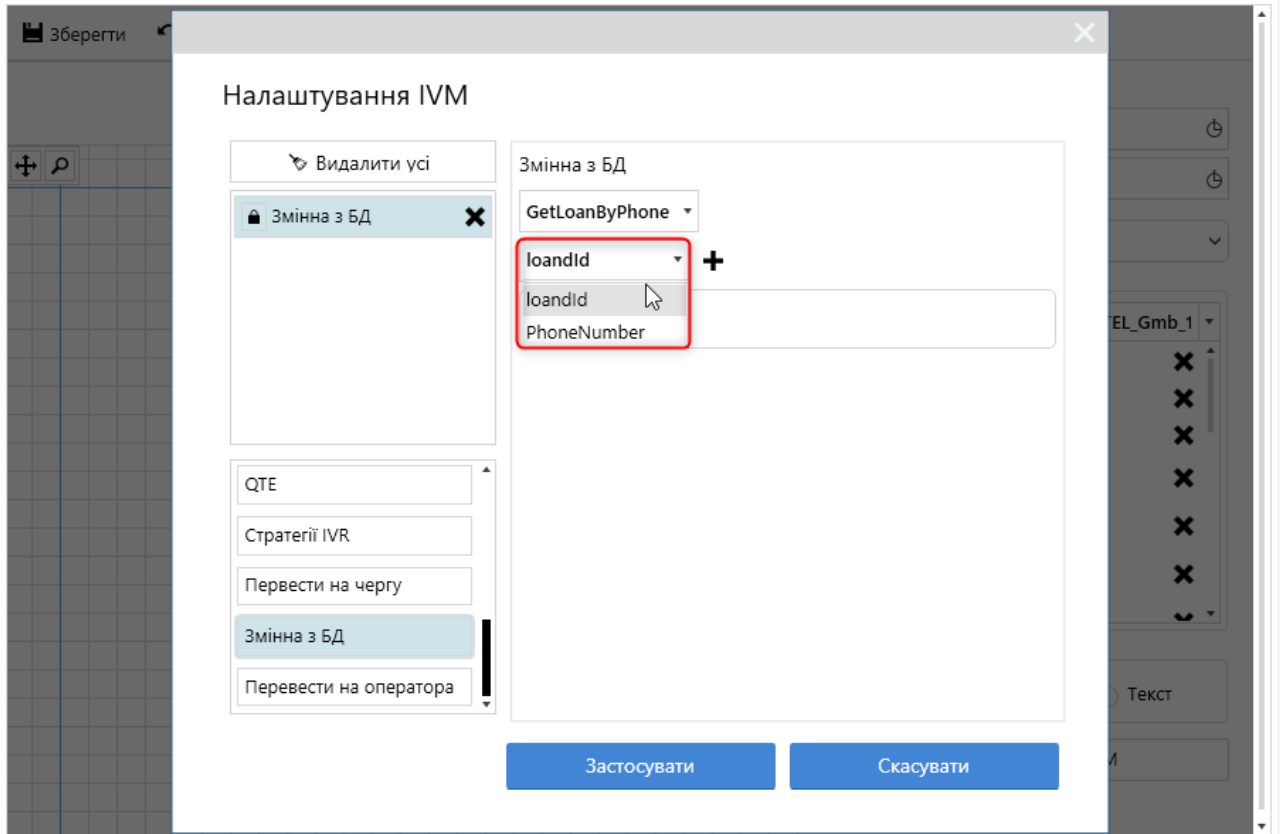 Зберегти
Налаштування IVM
Видалити усі
Змінна з БД
Змінна з БД
GetLoanByPhone
loandId
loandId
PhoneNumber
TEL_Gmb_1
QTE
Стратегії IVR
Первести на чергу
Змінна з БД
Перевести на оператора
Текст
Застосувати
Скасувати